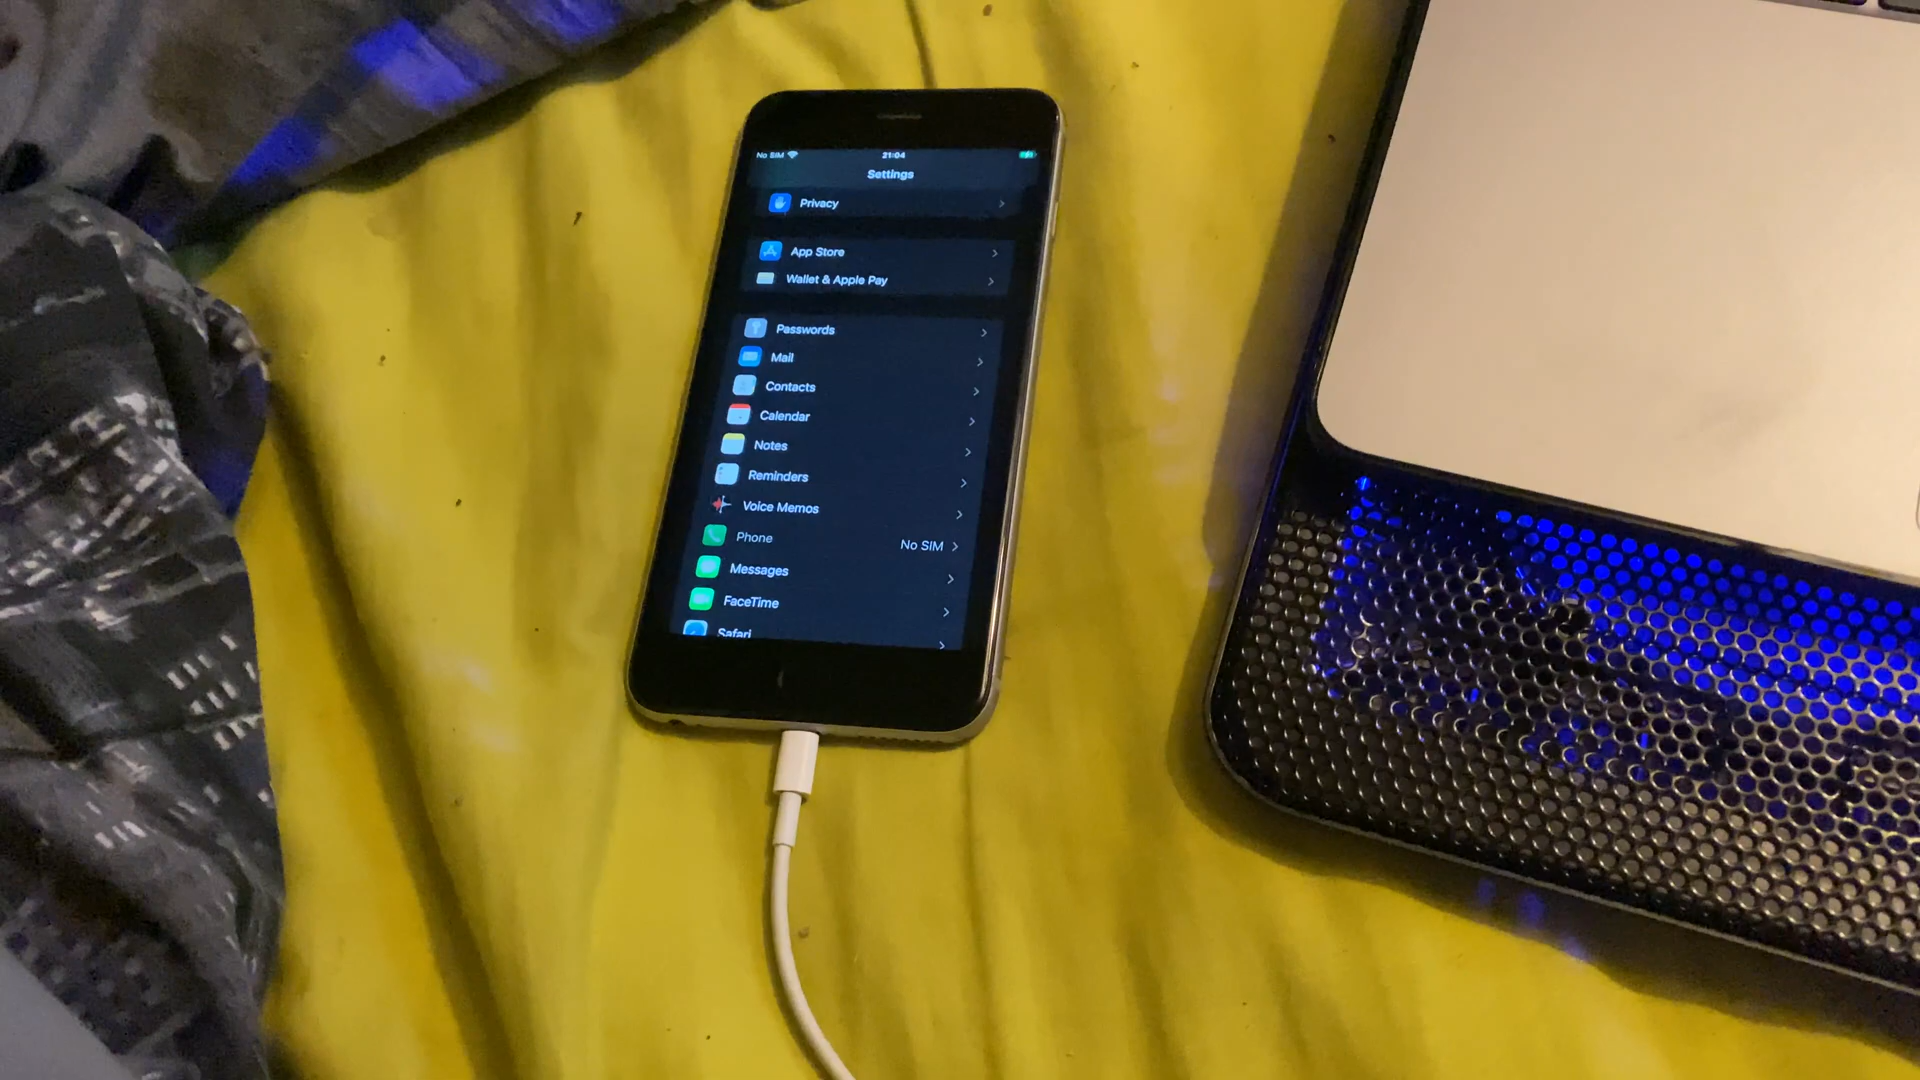 No SIM 21:04
Settings
Privacy
App Store
Wallet & Apple Pay
Passwords
Mail
Contacts
Calendar
Notes
Reminders
Voice Memos
Phone No SIM
Messages
FaceTime
Safari